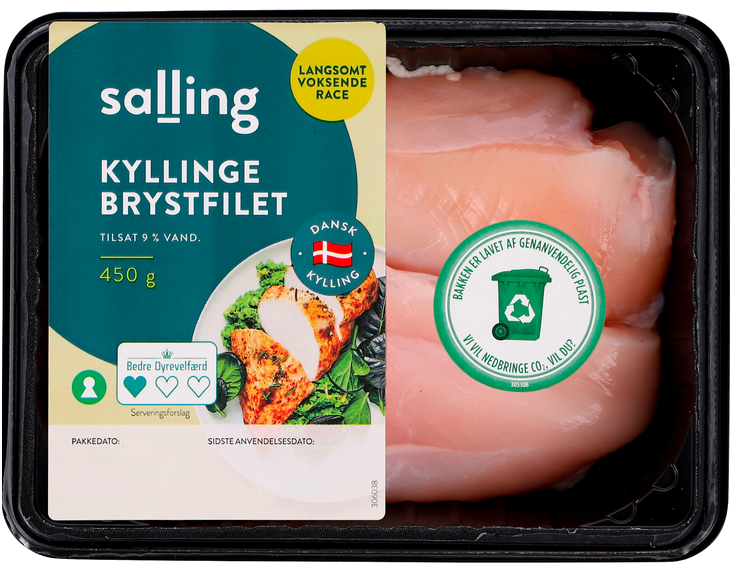 salling
LANGSOMT
VOKSENDE
RACE
KYLLINGE
BRYSTFILET
TILSAT 9 % VAND.
450 g
DANSK
KYLLING
BAKKEN ER LAVET AF GENANVENDELIG PLAST
VI VIL NEDBRINGE CO₂, VIL DU?
305308
Bedre Dyrevelfærd
Serveringsforslag
PAKKEDATO:
SIDSTE ANVENDELSESDATO:
306038